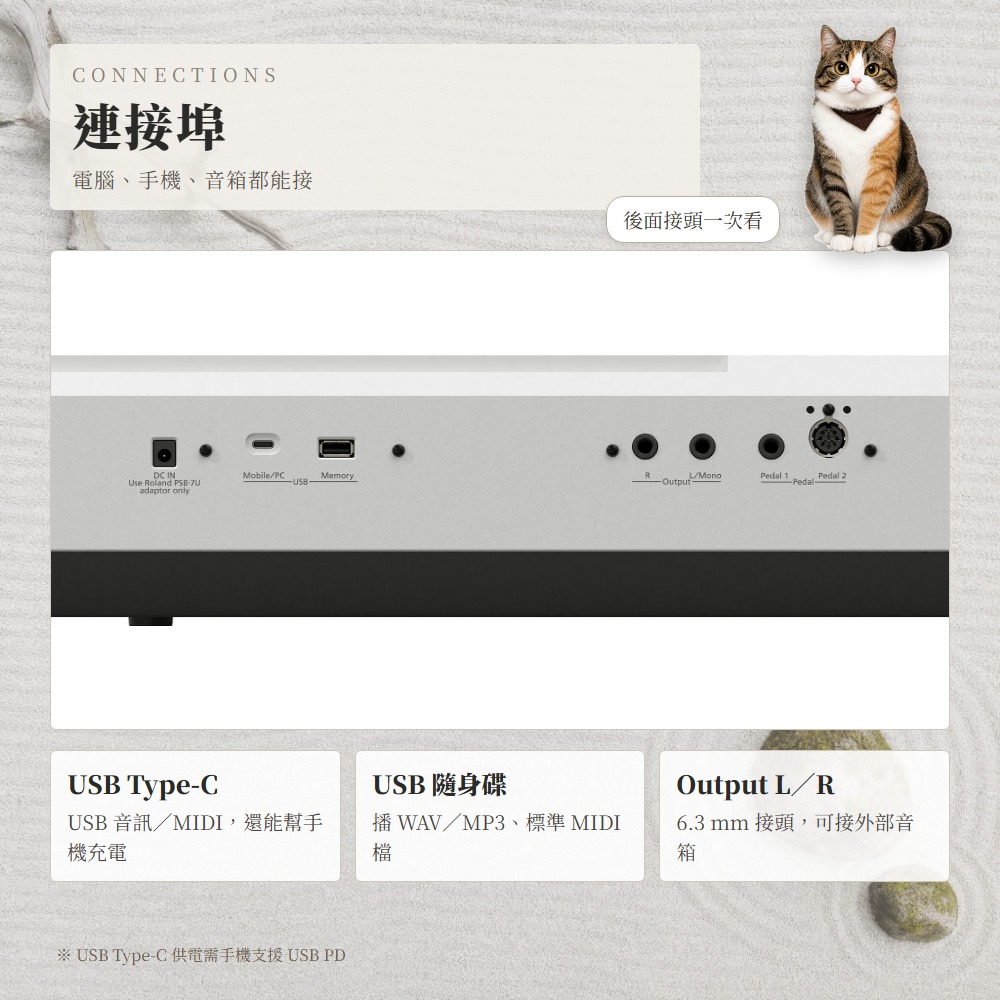 CONNECTIONS
連接埠
電腦、手機、音箱都能接
後面接頭一次看
DC IN
Use Roland PSB-7U
adaptor only
Mobile/PC
USB
Memory
R
Output
L/Mono
Pedal 1
Pedal
Pedal 2
USB Type-C
USB 音訊／MIDI，還能幫手
機充電
USB 隨身碟
播 WAV／MP3、標準 MIDI
檔
Output L／R
6.3 mm 接頭，可接外部音
箱
※ USB Type-C 供電需手機支援 USB PD